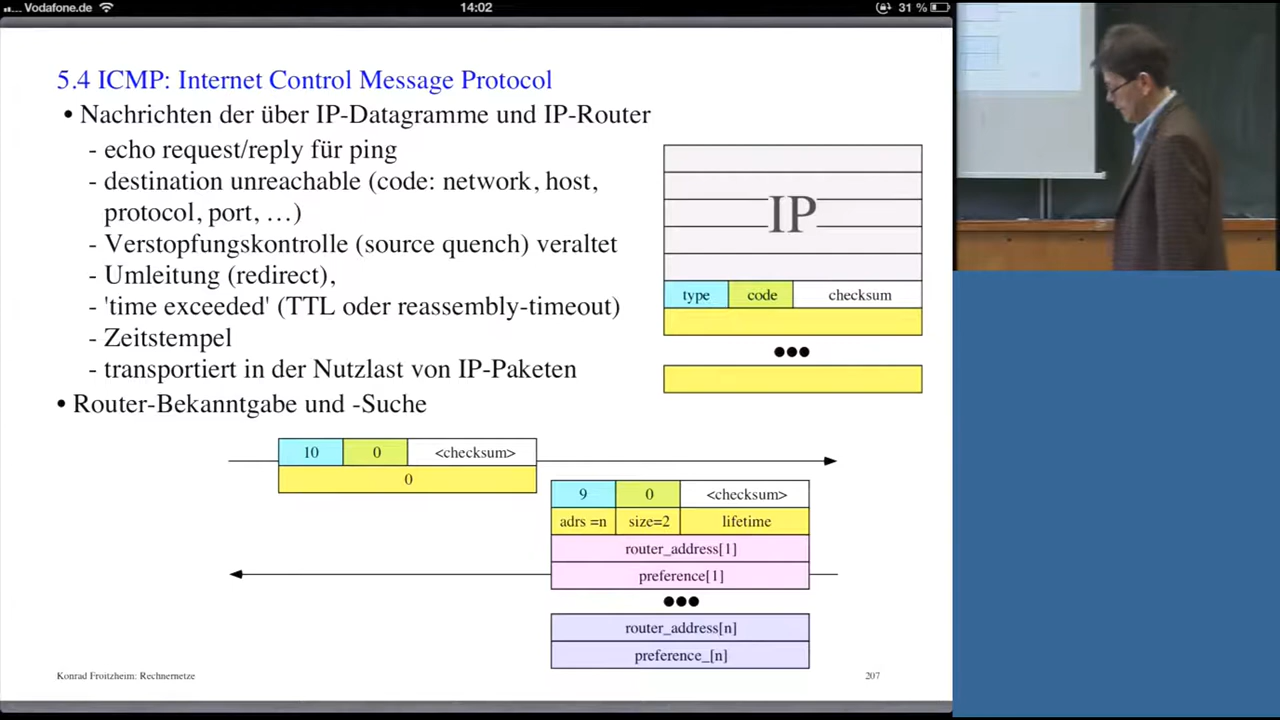 Vodafone.de
14:02
31 %
5.4 ICMP: Internet Control Message Protocol
• Nachrichten der über IP-Datagramme und IP-Router
- echo request/reply für ping
- destination unreachable (code: network, host,
protocol, port, …)
- Verstopfungskontrolle (source quench) veraltet
- Umleitung (redirect),
- 'time exceeded' (TTL oder reassembly-timeout)
- Zeitstempel
- transportiert in der Nutzlast von IP-Paketen
IP
type code checksum
•••
• Router-Bekanntgabe und -Suche
10 0 <checksum>
0
9 0 <checksum>
adrs =n size=2 lifetime
router_address[1]
preference[1]
•••
router_address[n]
preference_[n]
Konrad Froitzheim: Rechnernetze
207